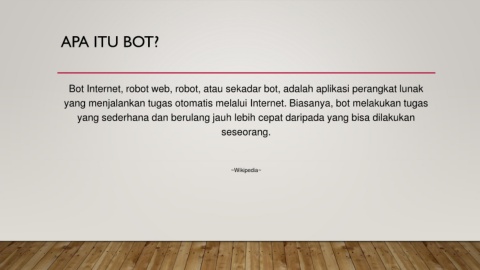 APA ITU BOT?
Bot Internet, robot web, robot, atau sekadar bot, adalah aplikasi perangkat lunak
yang menjalankan tugas otomatis melalui Internet. Biasanya, bot melakukan tugas
yang sederhana dan berulang jauh lebih cepat daripada yang bisa dilakukan
seseorang.
~Wikipedia~